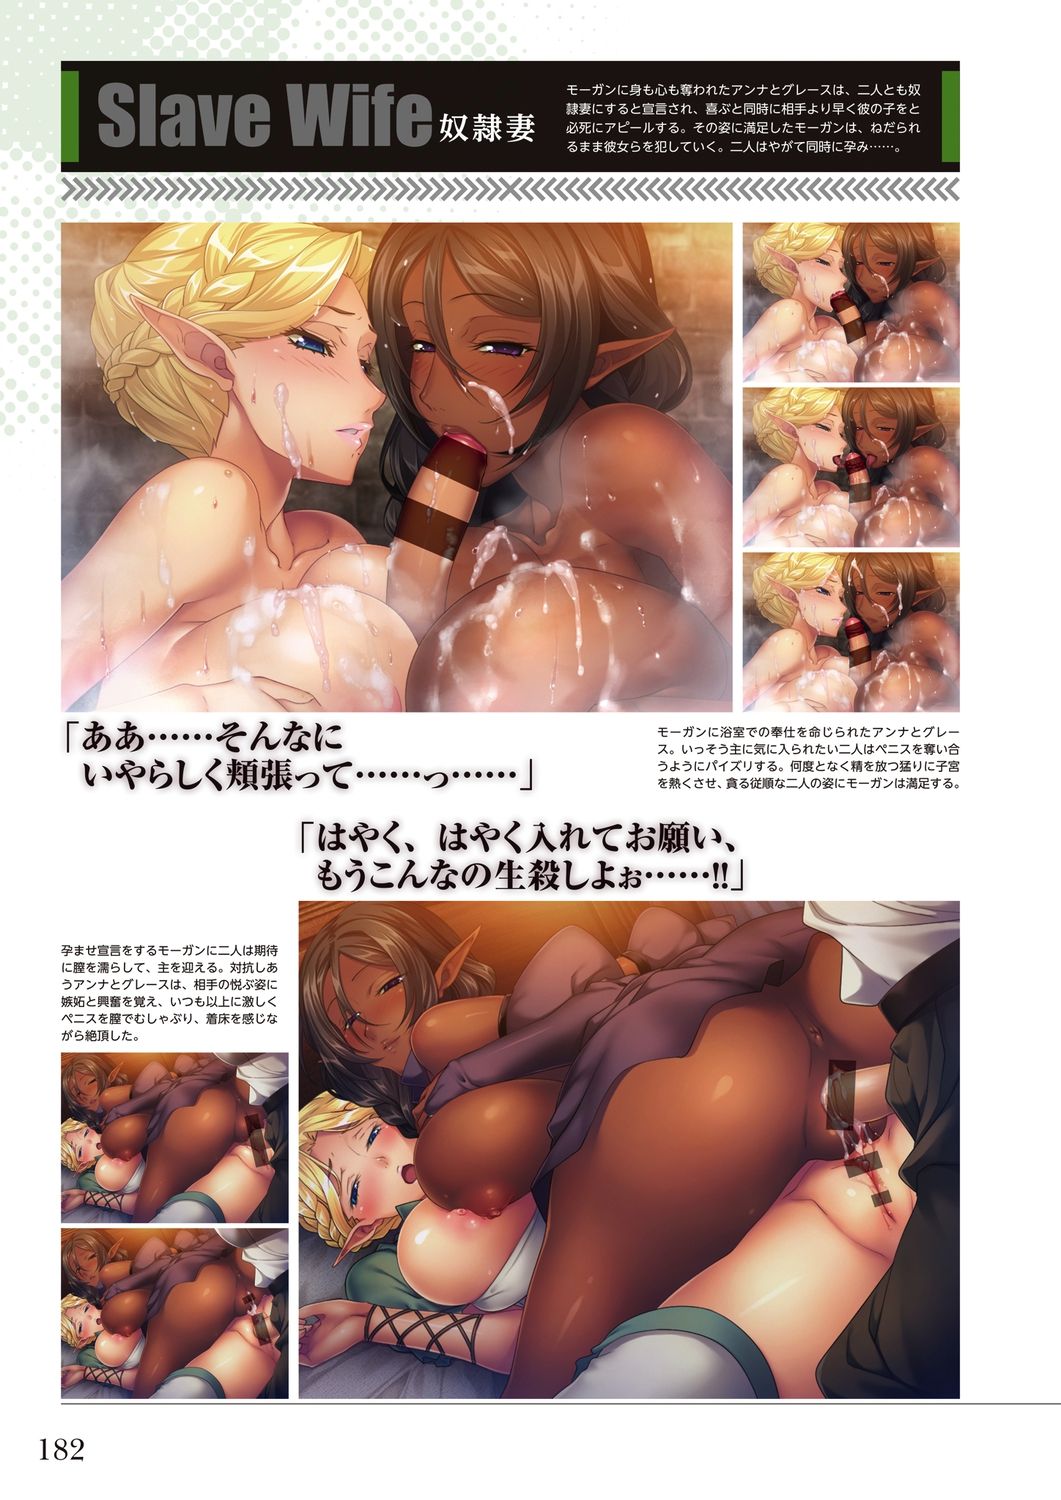 Slave Wife 奴隷妻
モーガンに身も心も奪われたアンナとグレースは、二人とも奴
隷妻にすると宣言され、喜ぶと同時に相手より早く彼の子をと
必死にアピールする。その姿に満足したモーガンは、ねだられ
るまま彼女らを犯していく。二人はやがて同時に孕み……。
「ああ……そんなに
いやらしく頬張って……っ……」
モーガンに浴室での奉仕を命じられたアンナとグレー
ス。いっそう主に気に入られたい二人はペニスを奪い合
うようにパイズリする。何度となく精を放つ猛りに子宮
を熱くさせ、貪る従順な二人の姿にモーガンは満足する。
「はやく、はやく入れてお願い、
もうこんなの生殺しよぉ……!!」
孕ませ宣言をするモーガンに二人は期待
に膣を濡らして、主を迎える。対抗しあ
うアンナとグレースは、相手の悦ぶ姿に
嫉妬と興奮を覚え、いつも以上に激しく
ペニスを膣でむしゃぶり、着床を感じな
がら絶頂した。
182